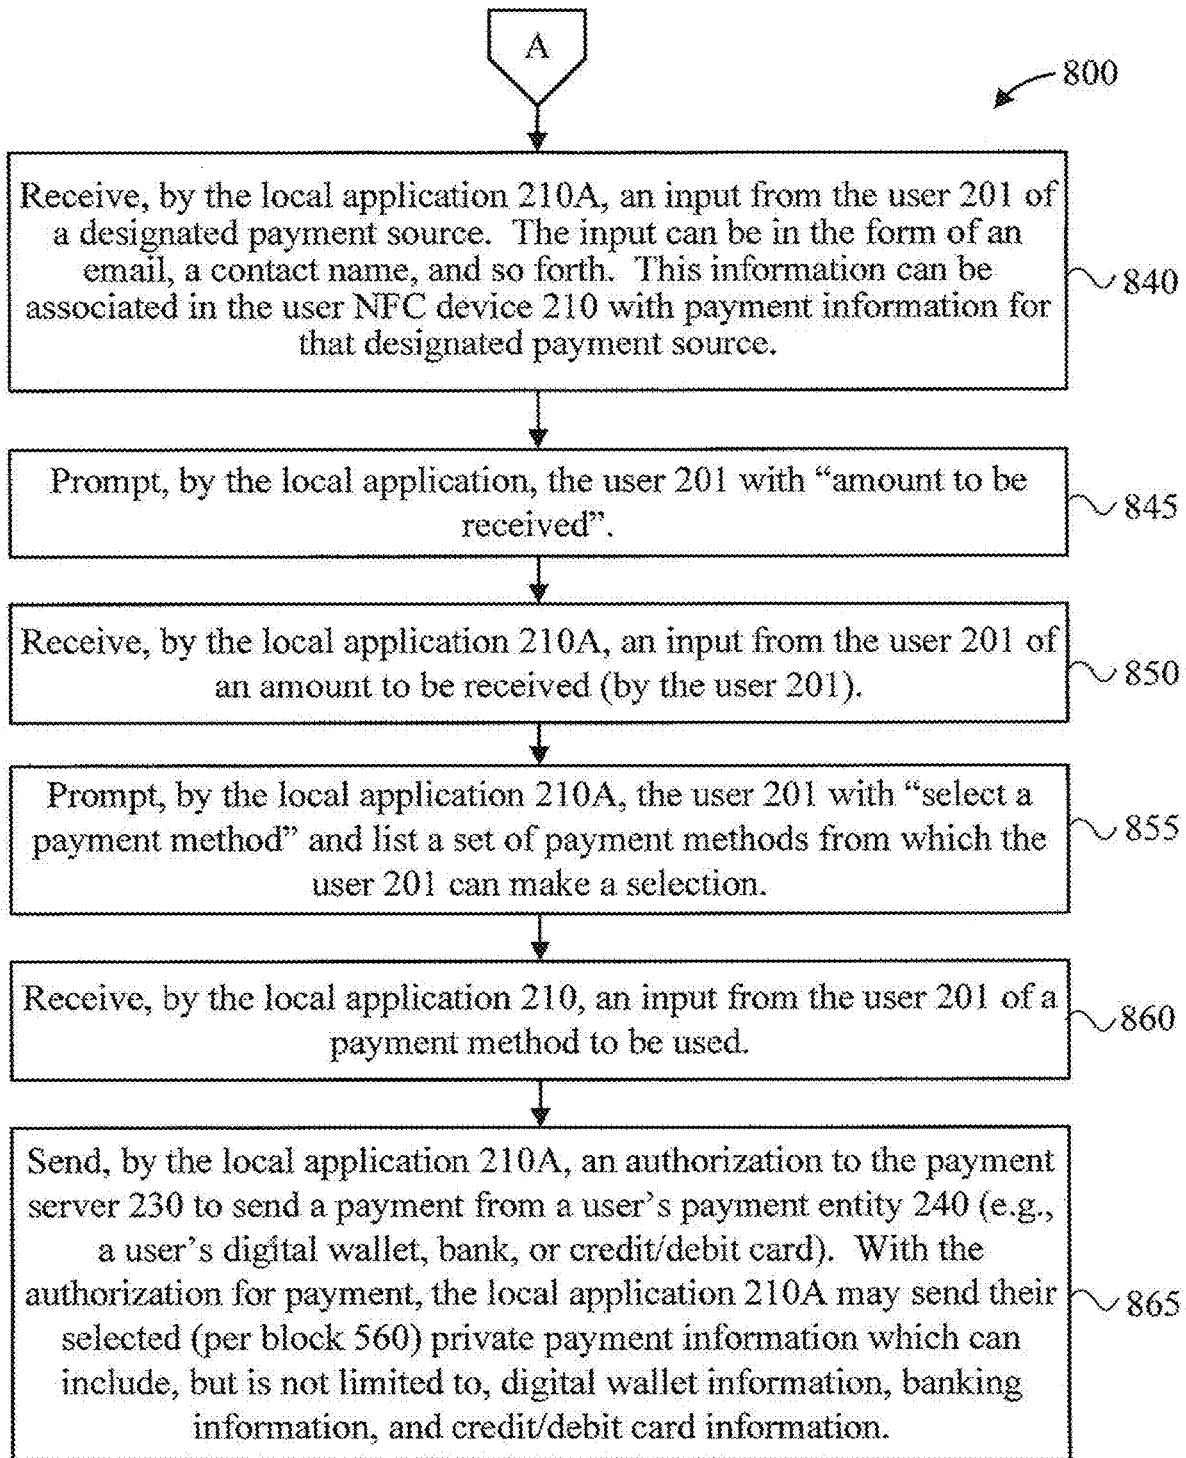 A
800
Receive, by the local application 210A, an input from the user 201 of
a designated payment source. The input can be in the form of an
email, a contact name, and so forth. This information can be
associated in the user NFC device 210 with payment information for
that designated payment source.
840
Prompt, by the local application, the user 201 with “amount to be
received”.
845
Receive, by the local application 210A, an input from the user 201 of
an amount to be received (by the user 201).
850
Prompt, by the local application 210A, the user 201 with “select a
payment method” and list a set of payment methods from which the
user 201 can make a selection.
855
Receive, by the local application 210, an input from the user 201 of a
payment method to be used.
860
Send, by the local application 210A, an authorization to the payment
server 230 to send a payment from a user’s payment entity 240 (e.g.,
a user’s digital wallet, bank, or credit/debit card). With the
authorization for payment, the local application 210A may send their
selected (per block 560) private payment information which can
include, but is not limited to, digital wallet information, banking
information, and credit/debit card information.
865